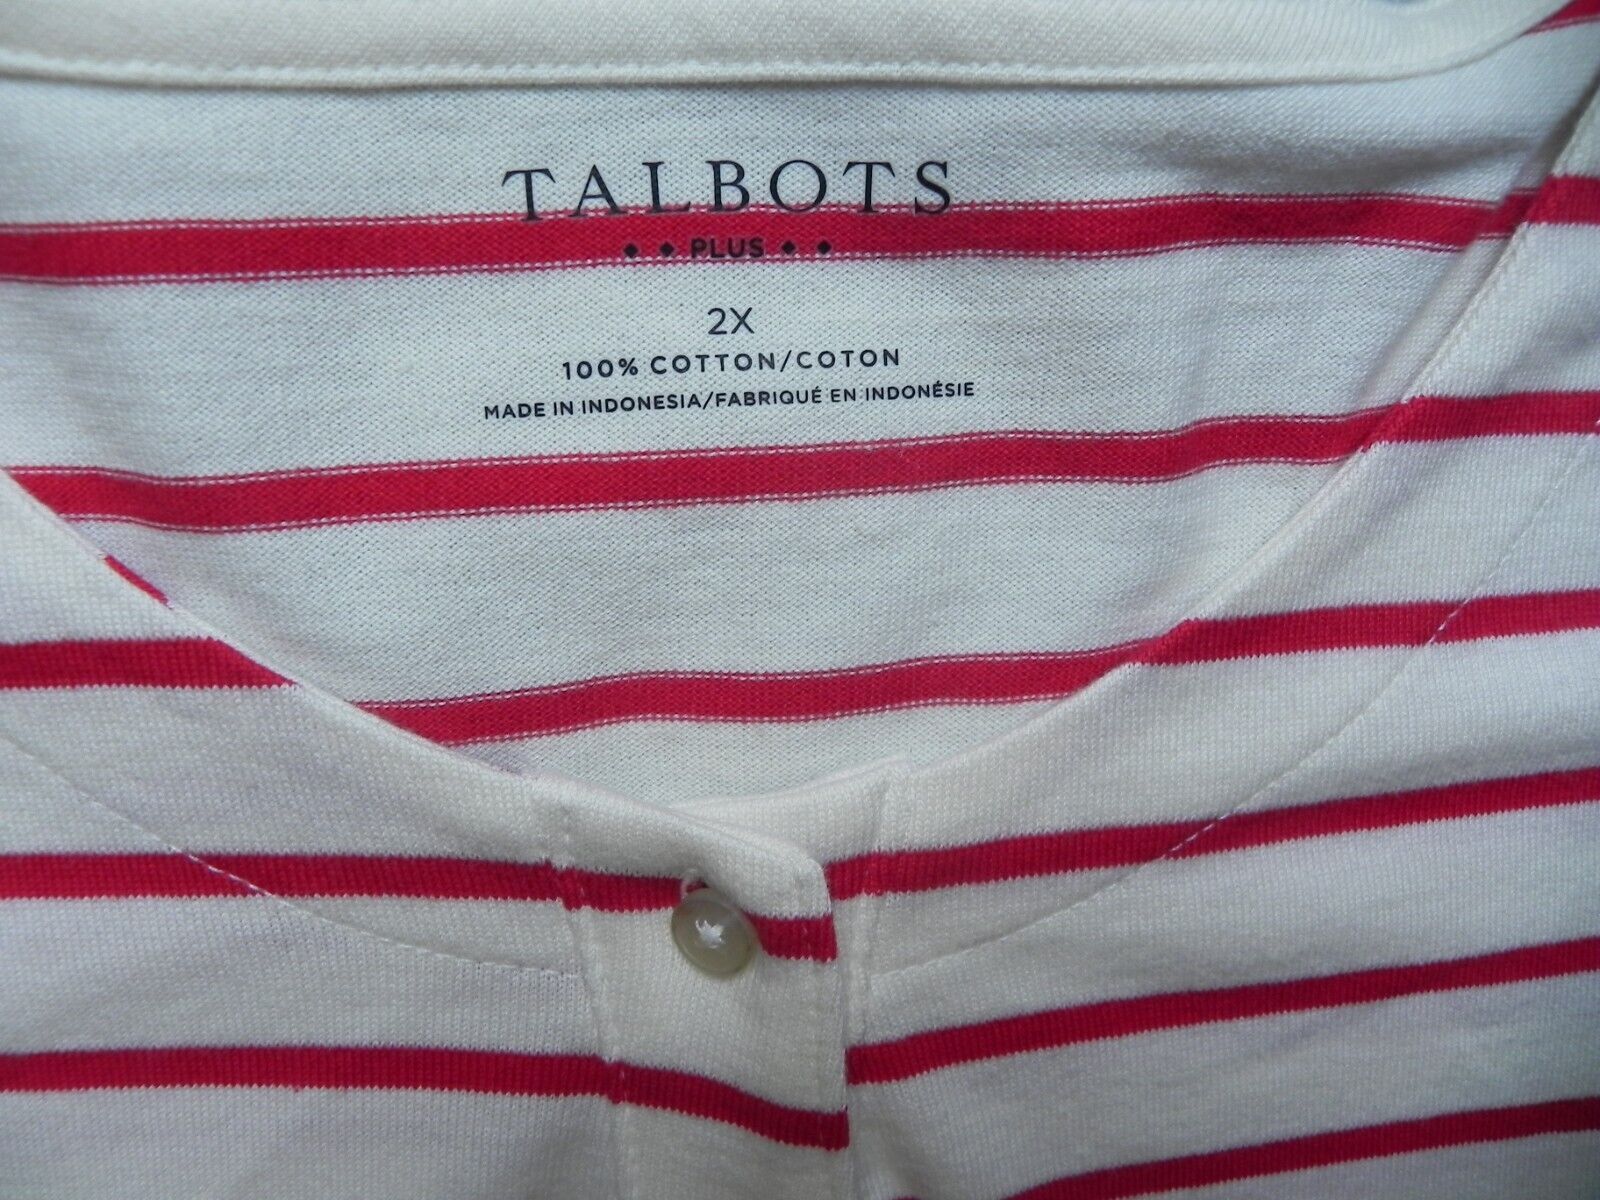 TALBOTS
◆ ◆ PLUS ◆ ◆
2X
100% COTTON/COTON
MADE IN INDONESIA/FABRIQUÉ EN INDONÉSIE